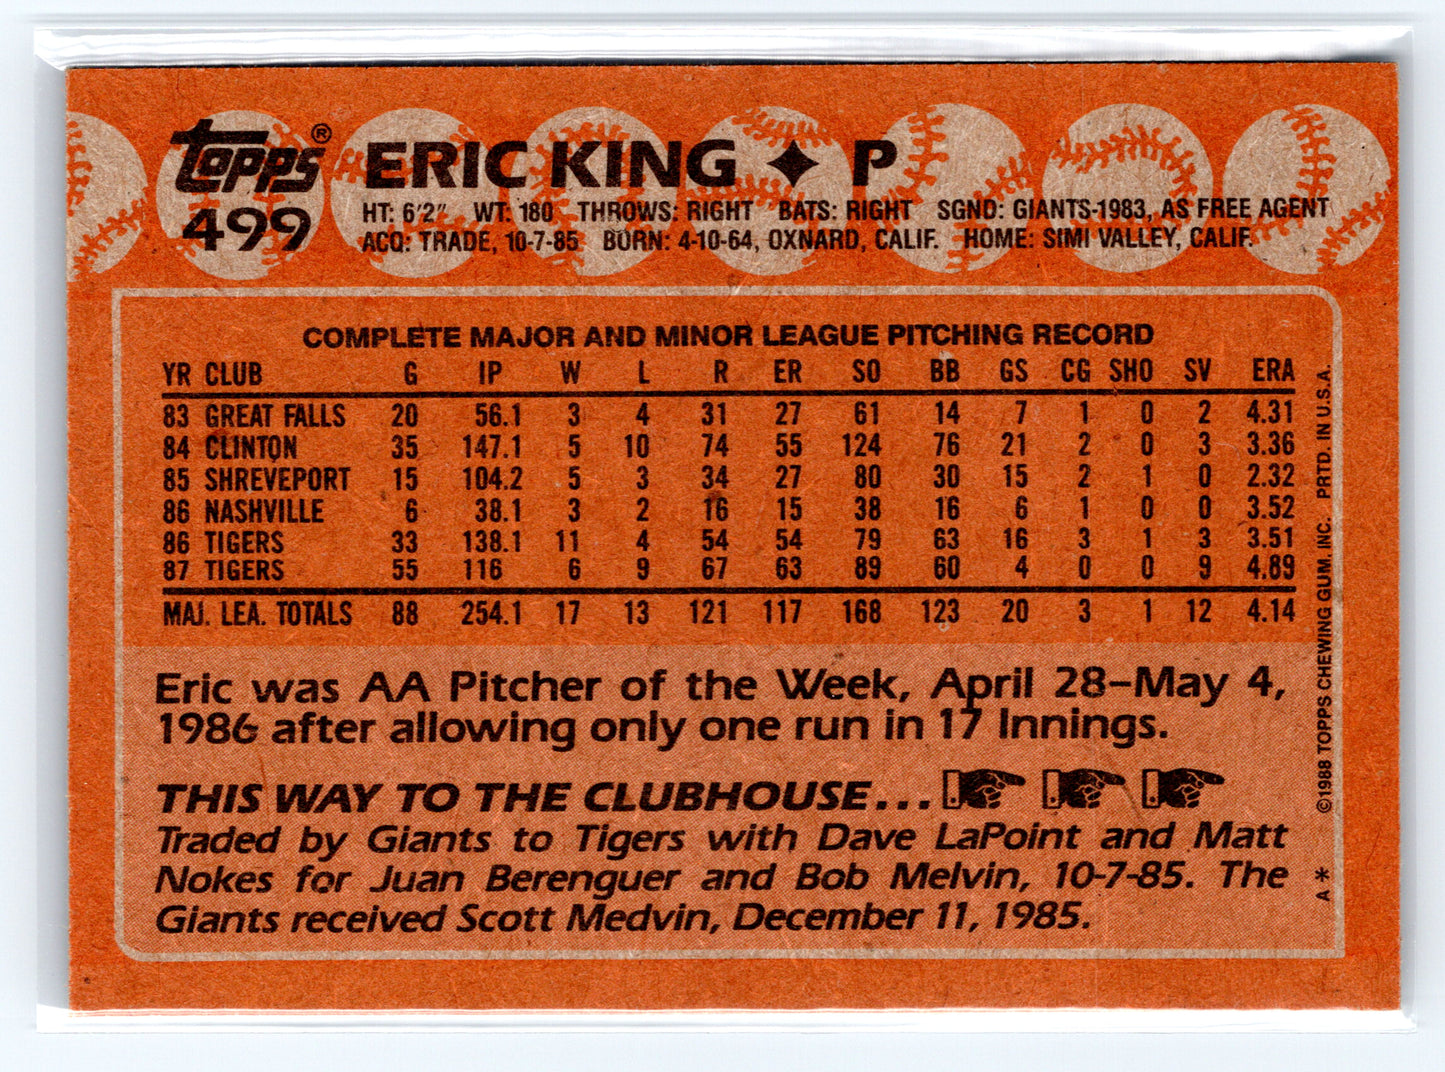 topps®
499
ERIC KING ✦ P
HT: 6'2" WT: 180 THROWS: RIGHT BATS: RIGHT SGND: GIANTS-1983, AS FREE AGENT
ACQ: TRADE, 10-7-85 BORN: 4-10-64, OXNARD, CALIF. HOME: SIMI VALLEY, CALIF.
COMPLETE MAJOR AND MINOR LEAGUE PITCHING RECORD
YR CLUB G IP W L R ER SO BB GS CG SHO SV ERA
83 GREAT FALLS 20 56.1 3 4 31 27 61 14 7 1 0 2 4.31
84 CLINTON 35 147.1 5 10 74 55 124 76 21 2 0 3 3.36
85 SHREVEPORT 15 104.2 5 3 34 27 80 30 15 2 1 0 2.32
86 NASHVILLE 6 38.1 3 2 16 15 38 16 6 1 0 0 3.52
86 TIGERS 33 138.1 11 4 54 54 79 63 16 3 1 3 3.51
87 TIGERS 55 116 6 9 67 63 89 60 4 0 0 9 4.89
MAJ. LEA. TOTALS 88 254.1 17 13 121 117 168 123 20 3 1 12 4.14
Eric was AA Pitcher of the Week, April 28–May 4,
1986 after allowing only one run in 17 Innings.
THIS WAY TO THE CLUBHOUSE...
Traded by Giants to Tigers with Dave LaPoint and Matt
Nokes for Juan Berenguer and Bob Melvin, 10-7-85. The
Giants received Scott Medvin, December 11, 1985.
A* ©1988 TOPPS CHEWING GUM, INC. PRTD. IN U.S.A.